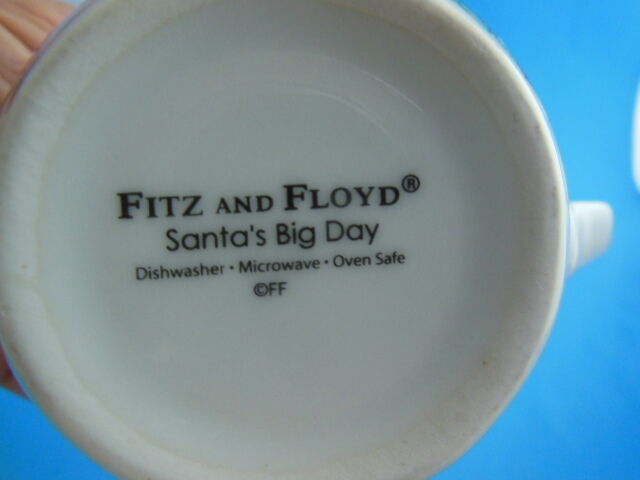 FITZ AND FLOYD®
Santa's Big Day
Dishwasher • Microwave • Oven Safe
©FF